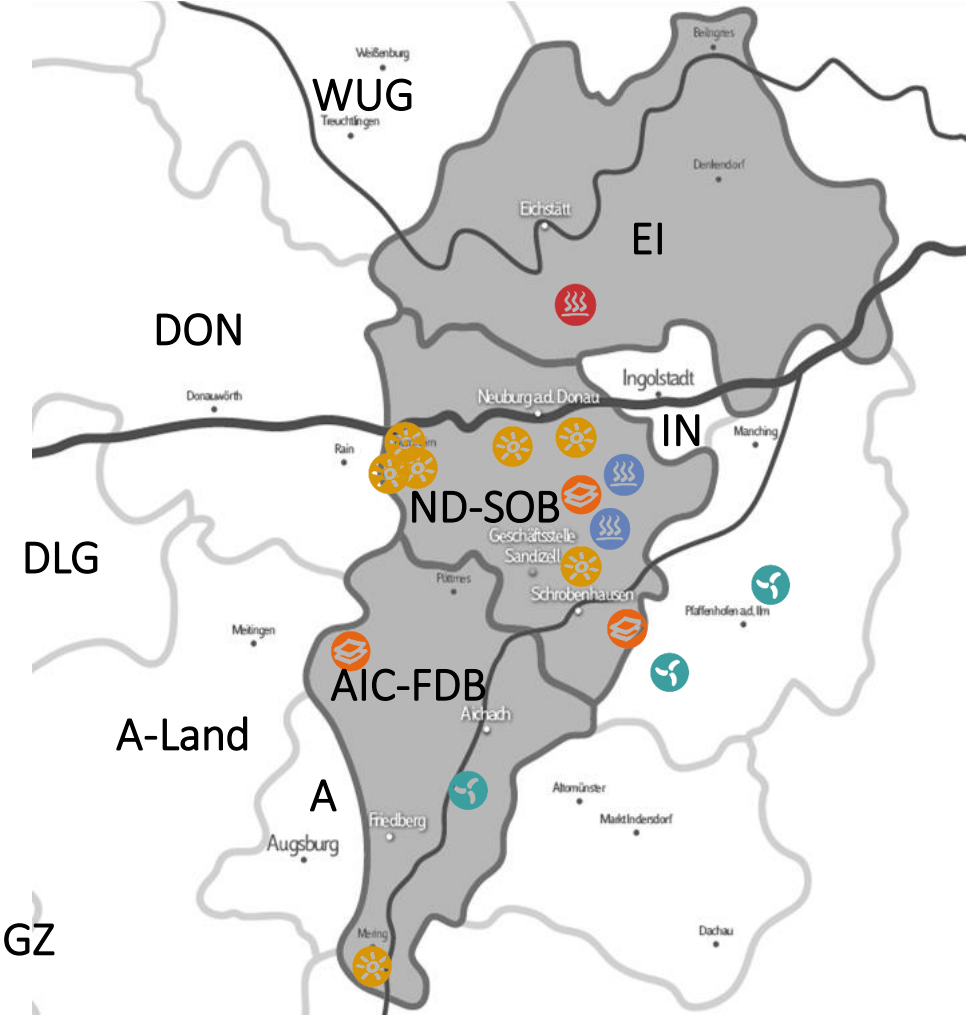 Beilngries
Weißenburg
WUG
Treuchtlingen
Denkendorf
Eichstätt
EI
DON
Ingolstadt
Donauwörth
Neuburg a.d. Donau
IN
Manching
Rain
ND-SOB
Geschäftsstelle
Sandizell
DLG
Pöttmes
Schrobenhausen
Pfaffenhofen a.d. Ilm
Meitingen
AIC-FDB
Aichach
A-Land
A
Altomünster
Friedberg
Markt Indersdorf
Augsburg
Mering
Dachau
GZ